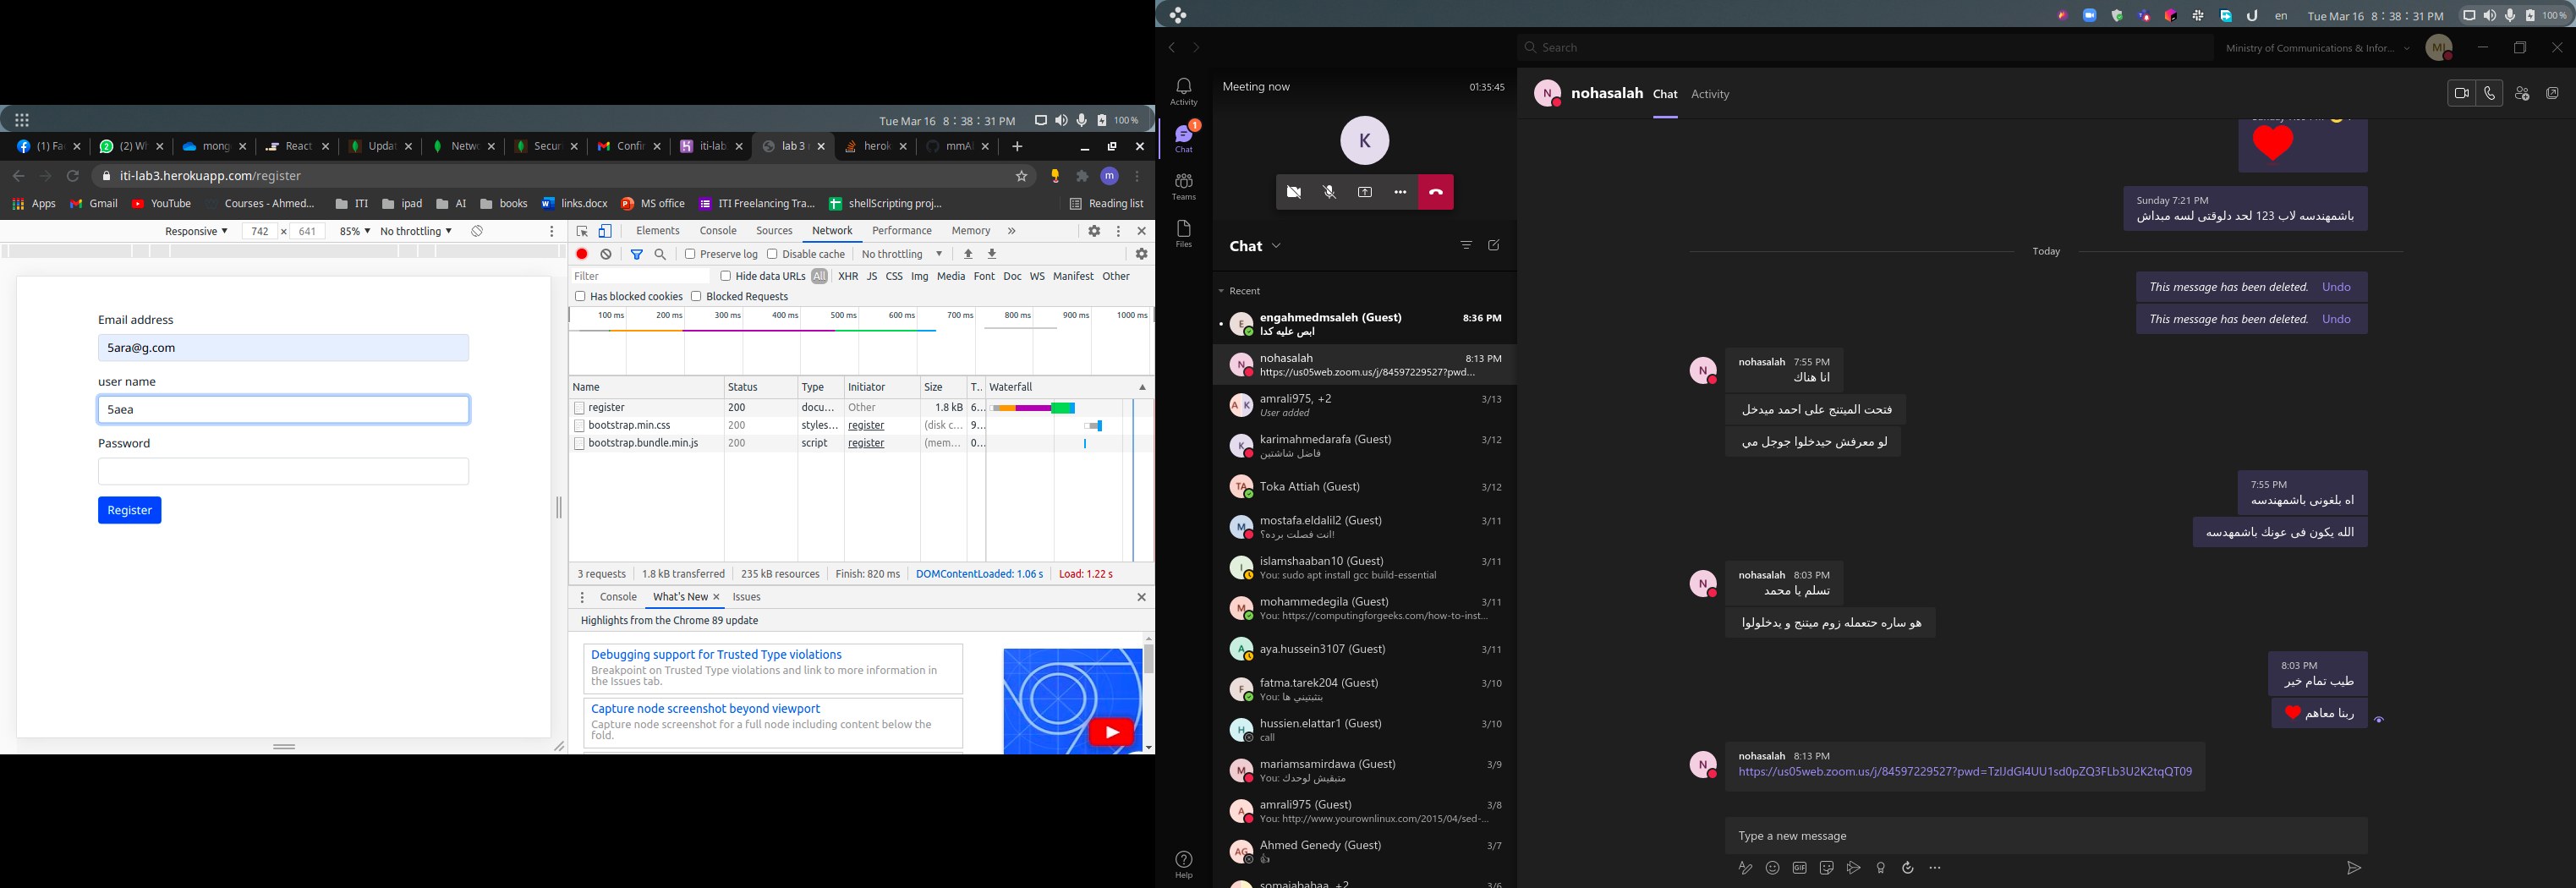 Tue Mar 16 8 : 38 : 31 PM
100 %
(1) Fa
(2) W
mong
React
Updat
Netwo
Secur
Confir
iti-lab
lab 3
herok
mmAl
iti-lab3.herokuapp.com/register
m
Apps
Gmail
YouTube
Courses - Ahmed...
ITI
ipad
AI
books
links.docx
MS office
ITI Freelancing Tra...
shellScripting proj...
Reading list
Responsive
742 × 641
85%
No throttling
Email address
5ara@g.com
user name
5aea
Password
Register
Elements
Console
Sources
Network
Performance
Memory
Preserve log
Disable cache
No throttling
Filter
Hide data URLs
All
XHR
JS
CSS
Img
Media
Font
Doc
WS
Manifest
Other
Has blocked cookies
Blocked Requests
100 ms
200 ms
300 ms
400 ms
500 ms
600 ms
700 ms
800 ms
900 ms
1000 ms
Name
Status
Type
Initiator
Size
T..
Waterfall
register
200
docu...
Other
1.8 kB
6...
bootstrap.min.css
200
styles...
register
(disk c...
9...
bootstrap.bundle.min.js
200
script
register
(mem...
0...
3 requests
1.8 kB transferred
235 kB resources
Finish: 820 ms
DOMContentLoaded: 1.06 s
Load: 1.22 s
Console
What's New
Issues
Highlights from the Chrome 89 update
Debugging support for Trusted Type violations
Breakpoint on Trusted Type violations and link to more information in
the Issues tab.
Capture node screenshot beyond viewport
Capture node screenshot for a full node including content below the
fold.
en
Tue Mar 16 8 : 38 : 31 PM
100 %
Search
Ministry of Communications & Infor...
MI
Activity
1
Chat
Teams
Files
Help
Meeting now
01:35:45
K
Chat
Recent
E
engahmedmsaleh (Guest)
8:36 PM
ابص عليه كدا
N
nohasalah
8:13 PM
https://us05web.zoom.us/j/84597229527?pwd...
A K
amrali975, +2
3/13
User added
K
karimahmedarafa (Guest)
3/12
فاضل شاشتين
TA
Toka Attiah (Guest)
3/12
M
mostafa.eldalil2 (Guest)
3/11
انت فصلت برده؟!
I
islamshaaban10 (Guest)
3/11
You: sudo apt install gcc build-essential
M
mohammedegila (Guest)
3/11
You: https://computingforgeeks.com/how-to-inst...
A
aya.hussein3107 (Guest)
3/11
F
fatma.tarek204 (Guest)
3/10
You: بتثبتيني ها
H
hussien.elattar1 (Guest)
3/10
call
M
mariamsamirdawa (Guest)
3/9
You: متبقيش لوحدك
A
amrali975 (Guest)
3/8
You: http://www.yourownlinux.com/2015/04/sed-...
AG
Ahmed Genedy (Guest)
3/7
N
nohasalah
Chat
Activity
Sunday 7:21 PM
باشمهندسه لاب 123 لحد دلوقتى لسه مبداش
Today
This message has been deleted. Undo
This message has been deleted. Undo
N
nohasalah 7:55 PM
انا هناك
فتحت الميتنج على احمد ميدخل
لو معرفش حيدخلوا جوجل مي
7:55 PM
اه بلغونى باشمهندسه
الله يكون فى عونك باشمهدسه
N
nohasalah 8:03 PM
تسلم يا محمد
هو ساره حتعمله زوم ميتنج و يدخلولوا
8:03 PM
طيب تمام خير
ربنا معاهم
N
nohasalah 8:13 PM
https://us05web.zoom.us/j/84597229527?pwd=TzlJdGl4UU1sd0pZQ3FLb3U2K2tqQT09
Type a new message
GIF